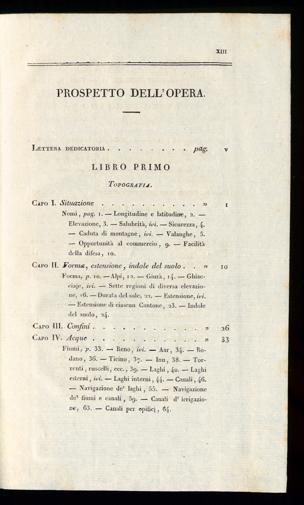 XIII
PROSPETTO DELL'OPERA.
LETTERA DEDICATORIA . . . . . . . . pag. V
LIBRO PRIMO
TOPOGRAFIA.
CAPO I. Situazione . . . . . . . . . . . » 1
Nomi, pag. 1. — Longitudine e latitudine, 2. —
Elevazione, 3. — Salubrità, ivi. — Sicurezza, 4.
— Caduta di montagne, ivi. — Valanghe, 5.
— Opportunità al commercio, 9. — Facilità
della difesa, 10.
CAPO II. Forma, estensione, indole del suolo . . » 10
Forma, p. 10. — Alpi, 12. — Giura, 14. — Ghiac-
ciaje, ivi. — Sette regioni di diversa elevazio-
ne, 16. — Durata del sole, 21. — Estensione, ivi.
— Estensione di ciascun Cantone, 23. — Indole
del suolo, 24.
CAPO III. Confini . . . . . . . . . . . » 26
CAPO IV. Acque . . . . . . . . . . . . » 33
Fiumi, p. 33. — Reno, ivi. — Aar, 34. — Ro-
dano, 36. — Ticino, 37. — Inn, 38. — Tor-
renti, ruscelli, ecc., 39. — Laghi, 40. — Laghi
esterni, ivi. — Laghi interni, 44. — Canali, 46.
— Navigazione de' laghi, 55. — Navigazione
de' fiumi e canali, 59. — Canali d' irrigazio-
ne, 63. — Canali per opifici, 64.